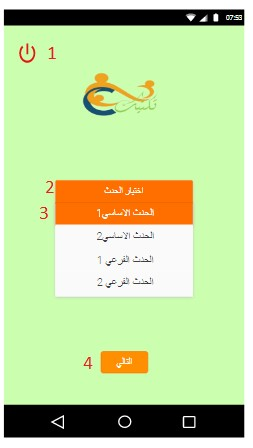 07:53
1
2 اختيار الحدث
3 الحدث الاساسي1
الحدث الاساسي2
الحدث الفرعي 1
الحدث الفرعي 2
4 التالي